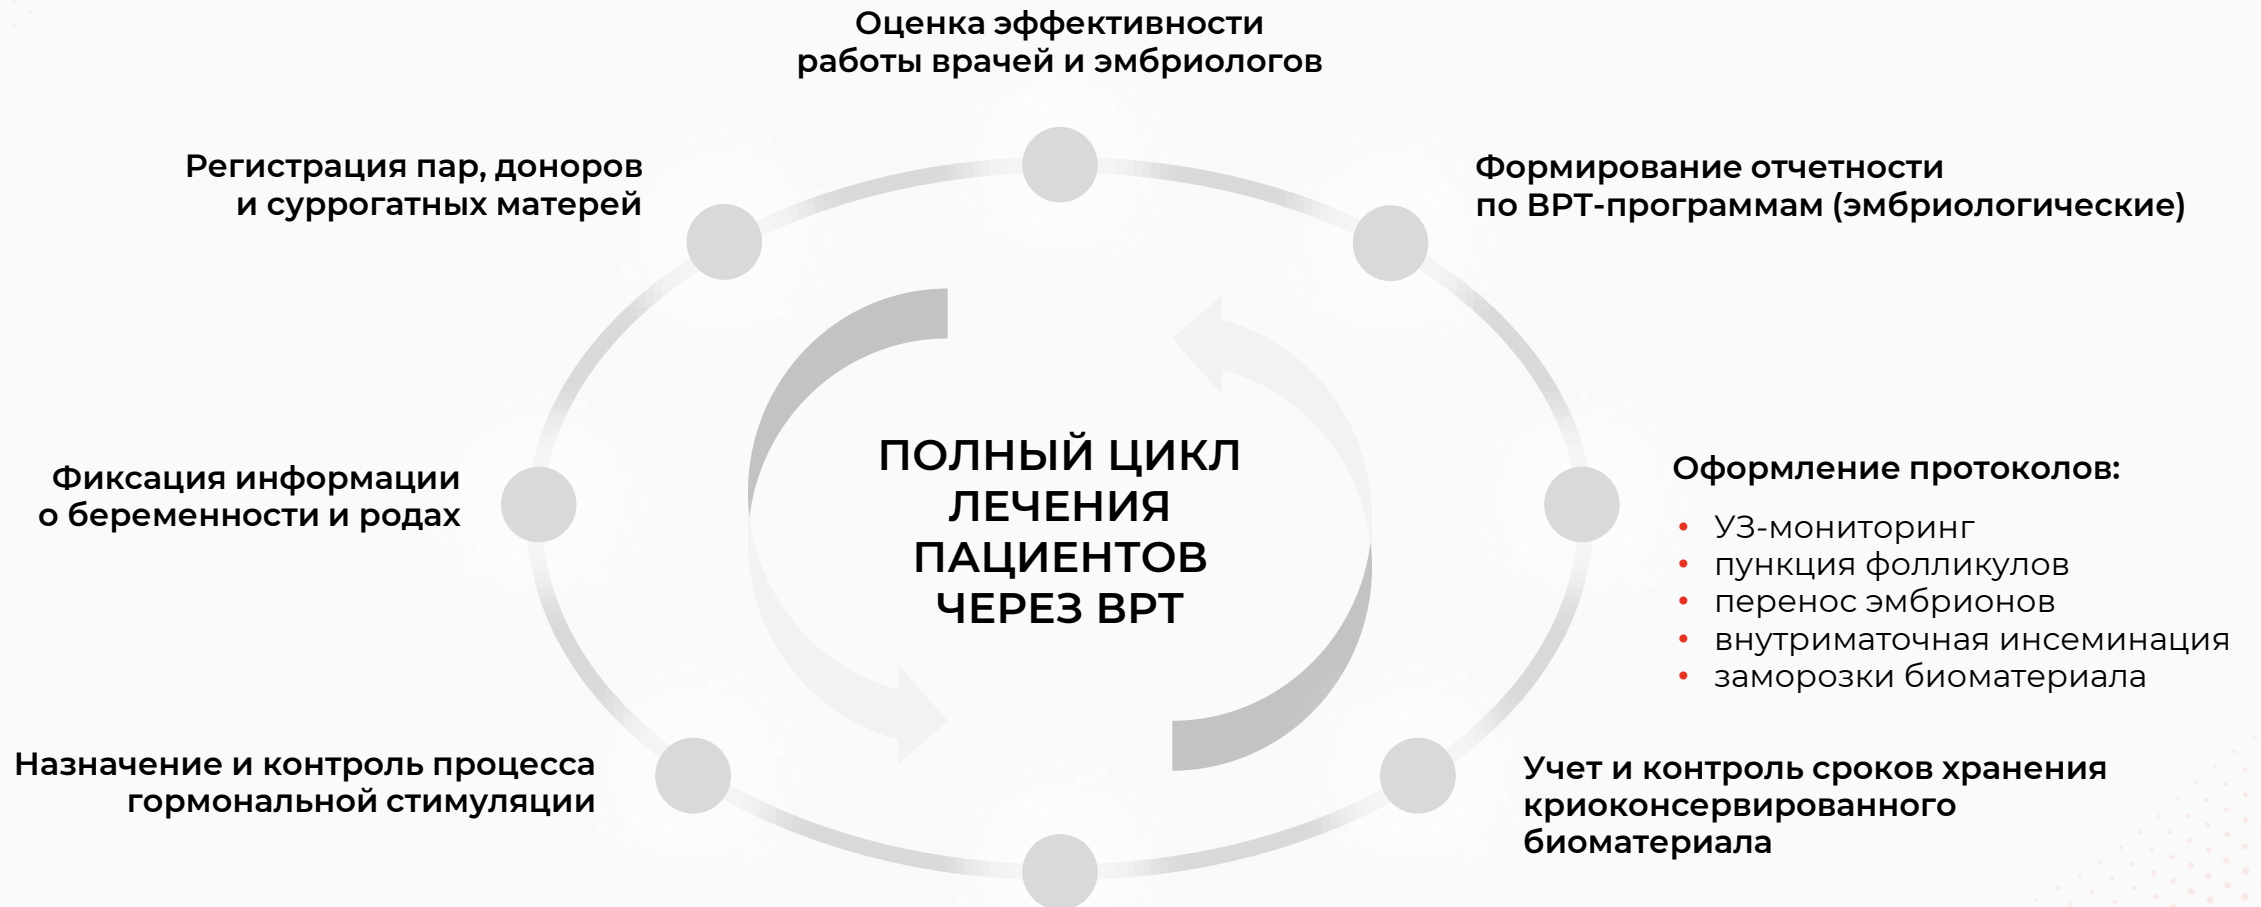 Оценка эффективности
работы врачей и эмбриологов
Регистрация пар, доноров
и суррогатных матерей
Формирование отчетности
по ВРТ-программам (эмбриологические)
Фиксация информации
о беременности и родах
ПОЛНЫЙ ЦИКЛ
ЛЕЧЕНИЯ
ПАЦИЕНТОВ
ЧЕРЕЗ ВРТ
Оформление протоколов:
• УЗ-мониторинг
• пункция фолликулов
• перенос эмбрионов
• внутриматочная инсеминация
• заморозки биоматериала
Назначение и контроль процесса
гормональной стимуляции
Учет и контроль сроков хранения
криоконсервированного
биоматериала